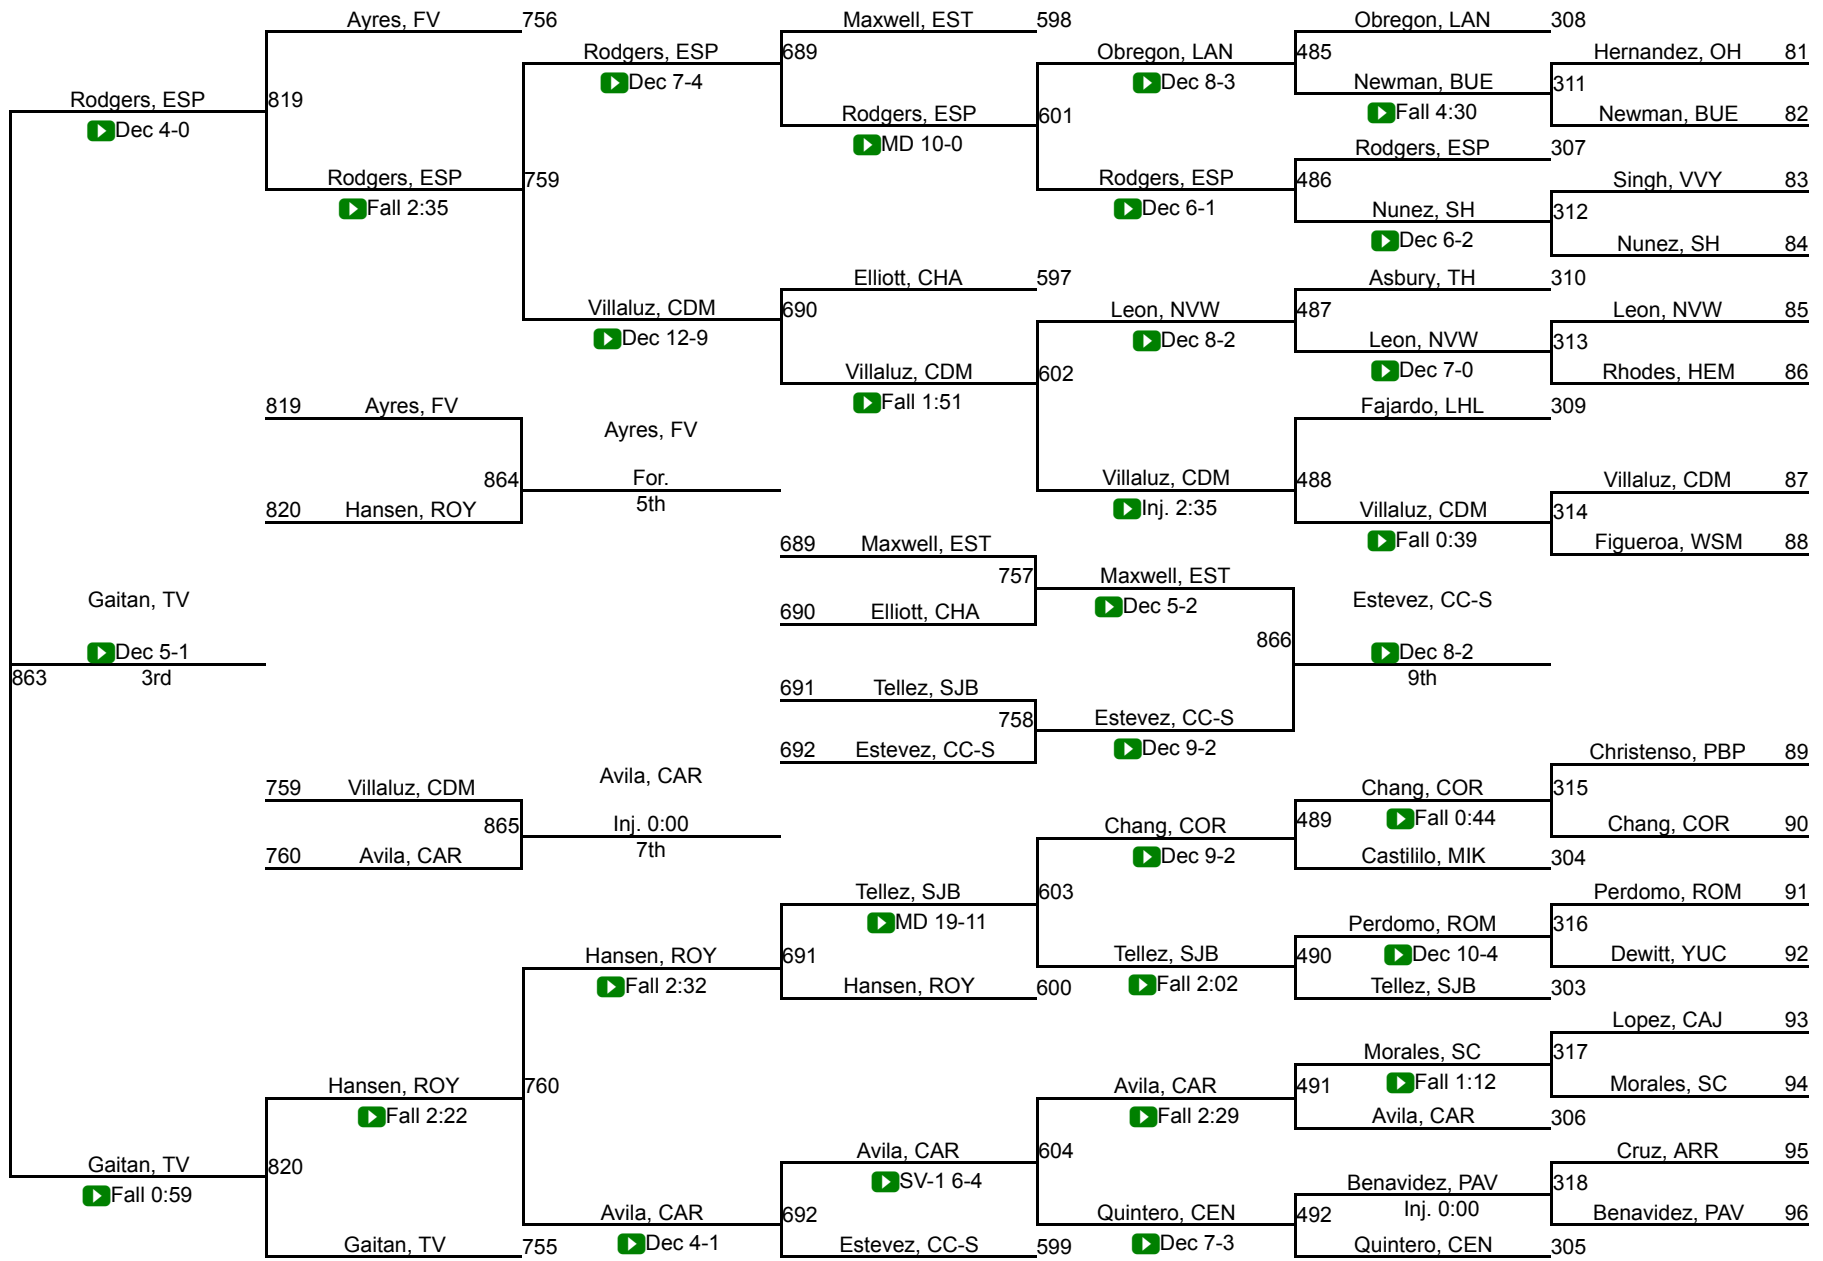 Ayres, FV 756 Maxwell, EST 598 Obregon, LAN 308
Rodgers, ESP 689 Obregon, LAN 485 Hernandez, OH 81
Dec 7-4 Dec 8-3 Newman, BUE 311
Rodgers, ESP 819 Rodgers, ESP 601 Fall 4:30 Newman, BUE 82
Dec 4-0 MD 10-0 Rodgers, ESP 307
Rodgers, ESP 759 Rodgers, ESP 486 Singh, VVY 83
Fall 2:35 Dec 6-1 Nunez, SH 312
Dec 6-2 Nunez, SH 84
Elliott, CHA 597 Asbury, TH 310
Villaluz, CDM 690 Leon, NVW 487 Leon, NVW 85
Dec 12-9 Dec 8-2 Leon, NVW 313
Villaluz, CDM 602 Dec 7-0 Rhodes, HEM 86
819 Ayres, FV Fall 1:51 Fajardo, LHL 309
Ayres, FV
864 For. Villaluz, CDM 488 Villaluz, CDM 87
820 Hansen, ROY 5th Inj. 2:35 Villaluz, CDM 314
689 Maxwell, EST Fall 0:39 Figueroa, WSM 88
757 Maxwell, EST
Gaitan, TV 690 Elliott, CHA Dec 5-2 Estevez, CC-S
866
Dec 5-1 Dec 8-2
863 3rd 9th
691 Tellez, SJB
758 Estevez, CC-S
692 Estevez, CC-S Dec 9-2
Christenso, PBP 89
759 Villaluz, CDM Avila, CAR Chang, COR 315
865 Inj. 0:00 Chang, COR 489 Fall 0:44 Chang, COR 90
760 Avila, CAR 7th Dec 9-2 Castililo, MIK 304
Tellez, SJB 603 Perdomo, ROM 91
MD 19-11 Perdomo, ROM 316
Hansen, ROY 691 Tellez, SJB 490 Dec 10-4 Dewitt, YUC 92
Fall 2:32 Hansen, ROY 600 Fall 2:02 Tellez, SJB 303
Lopez, CAJ 93
Morales, SC 317
Hansen, ROY 760 Avila, CAR 491 Fall 1:12 Morales, SC 94
Fall 2:22 Fall 2:29 Avila, CAR 306
Gaitan, TV 820 Avila, CAR 604 Cruz, ARR 95
Fall 0:59 SV-1 6-4 Benavidez, PAV 318
Avila, CAR 692 Quintero, CEN 492 Inj. 0:00 Benavidez, PAV 96
Gaitan, TV 755 Dec 4-1 Estevez, CC-S 599 Dec 7-3 Quintero, CEN 305